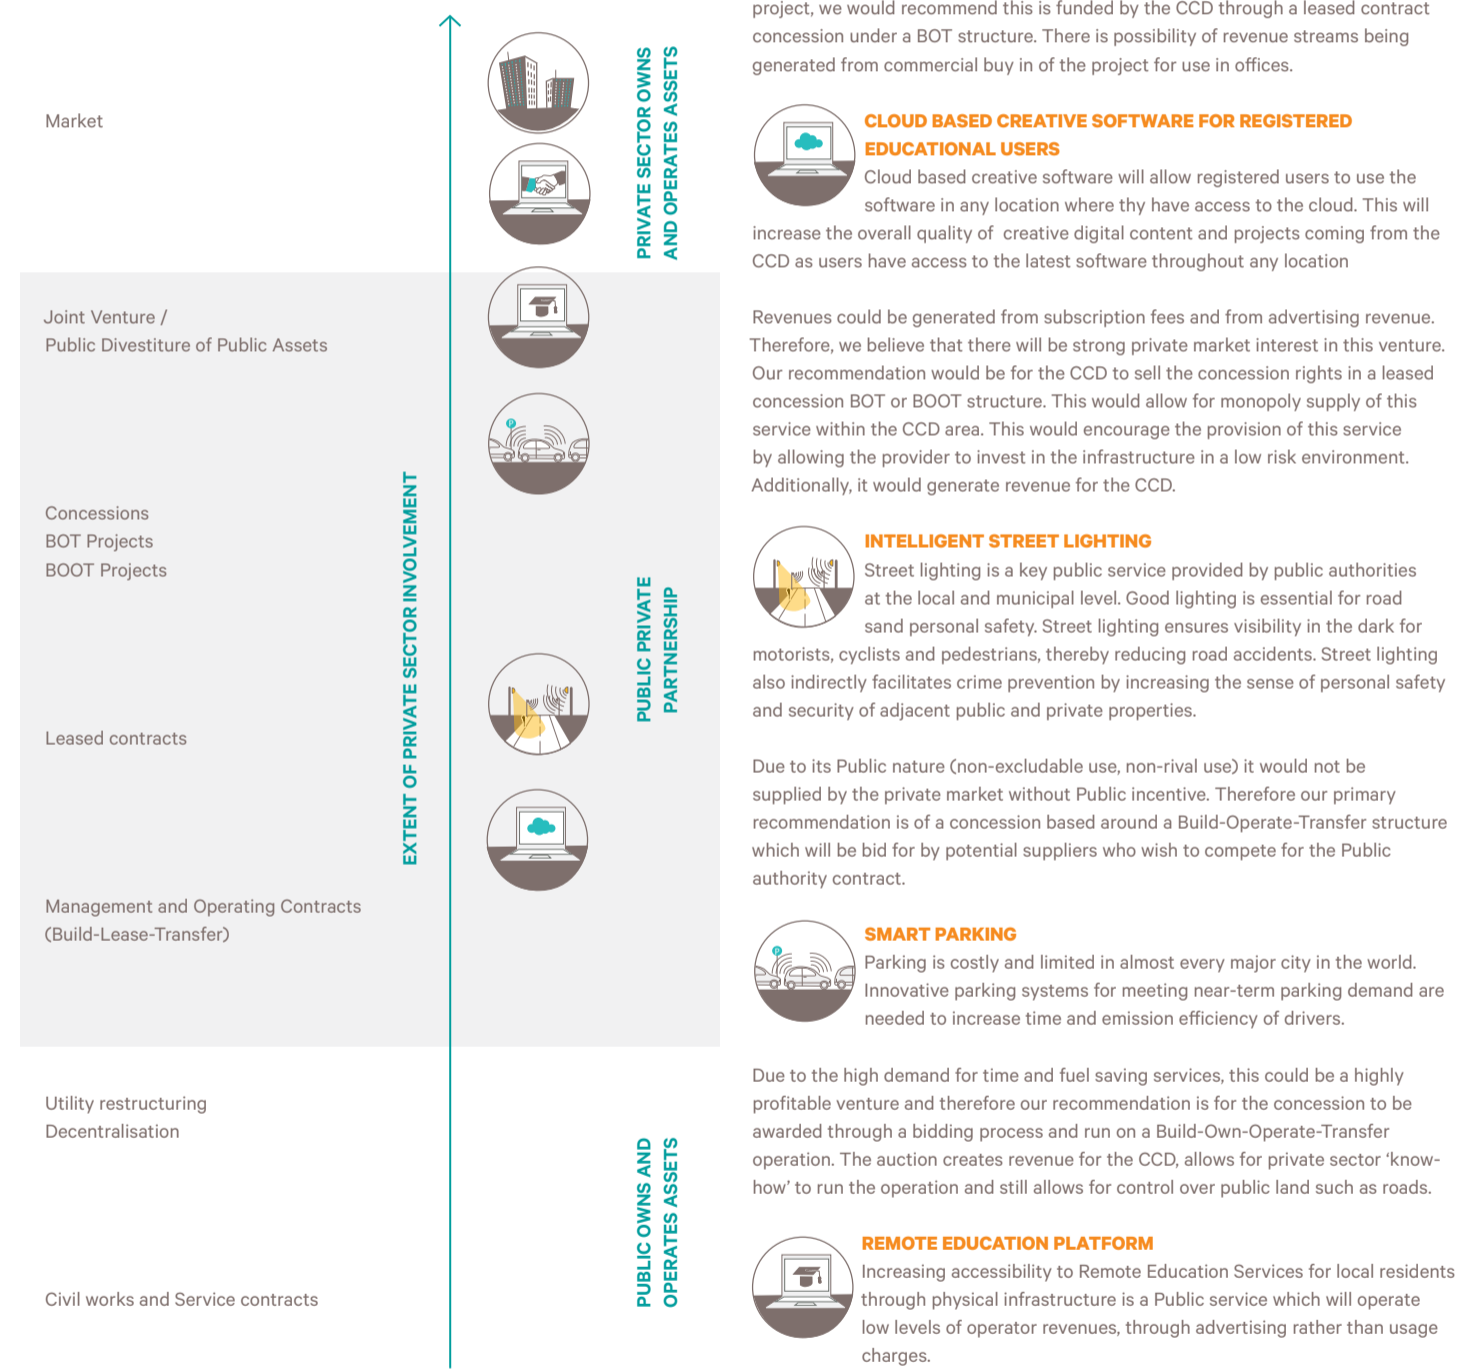 Market
Joint Venture /
Public Divestiture of Public Assets
Concessions
BOT Projects
BOOT Projects
Leased contracts
Management and Operating Contracts
(Build-Lease-Transfer)
Utility restructuring
Decentralisation
Civil works and Service contracts
EXTENT OF PRIVATE SECTOR INVOLVEMENT
P
PRIVATE SECTOR OWNS
AND OPERATES ASSETS
PUBLIC PRIVATE
PARTNERSHIP
PUBLIC OWNS AND
OPERATES ASSETS
project, we would recommend this is funded by the CCD through a leased contract
concession under a BOT structure. There is possibility of revenue streams being
generated from commercial buy in of the project for use in offices.
CLOUD BASED CREATIVE SOFTWARE FOR REGISTERED
EDUCATIONAL USERS
Cloud based creative software will allow registered users to use the
software in any location where thy have access to the cloud. This will
increase the overall quality of creative digital content and projects coming from the
CCD as users have access to the latest software throughout any location
Revenues could be generated from subscription fees and from advertising revenue.
Therefore, we believe that there will be strong private market interest in this venture.
Our recommendation would be for the CCD to sell the concession rights in a leased
concession BOT or BOOT structure. This would allow for monopoly supply of this
service within the CCD area. This would encourage the provision of this service
by allowing the provider to invest in the infrastructure in a low risk environment.
Additionally, it would generate revenue for the CCD.
INTELLIGENT STREET LIGHTING
Street lighting is a key public service provided by public authorities
at the local and municipal level. Good lighting is essential for road
sand personal safety. Street lighting ensures visibility in the dark for
motorists, cyclists and pedestrians, thereby reducing road accidents. Street lighting
also indirectly facilitates crime prevention by increasing the sense of personal safety
and security of adjacent public and private properties.
Due to its Public nature (non-excludable use, non-rival use) it would not be
supplied by the private market without Public incentive. Therefore our primary
recommendation is of a concession based around a Build-Operate-Transfer structure
which will be bid for by potential suppliers who wish to compete for the Public
authority contract.
P
SMART PARKING
Parking is costly and limited in almost every major city in the world.
Innovative parking systems for meeting near-term parking demand are
needed to increase time and emission efficiency of drivers.
Due to the high demand for time and fuel saving services, this could be a highly
profitable venture and therefore our recommendation is for the concession to be
awarded through a bidding process and run on a Build-Own-Operate-Transfer
operation. The auction creates revenue for the CCD, allows for private sector ‘know-
how’ to run the operation and still allows for control over public land such as roads.
REMOTE EDUCATION PLATFORM
Increasing accessibility to Remote Education Services for local residents
through physical infrastructure is a Public service which will operate
low levels of operator revenues, through advertising rather than usage
charges.